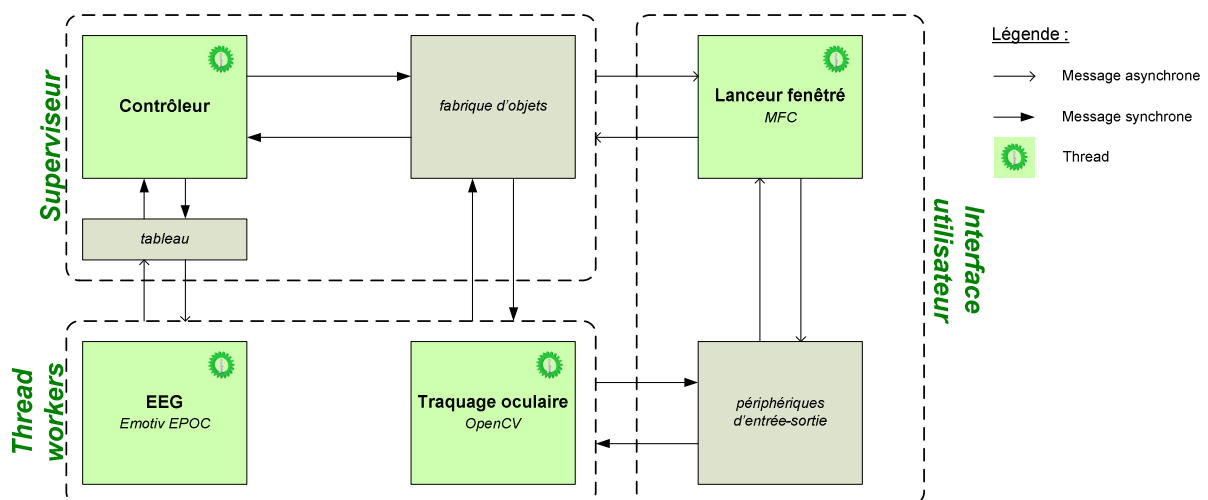 Superviseur
Contrôleur
fabrique d’objets
tableau
Lanceur fenêtré
MFC
Légende :
Message asynchrone
Message synchrone
Thread
Interface
utilisateur
Thread
workers
EEG
Emotiv EPOC
Traquage oculaire
OpenCV
périphériques
d’entrée-sortie